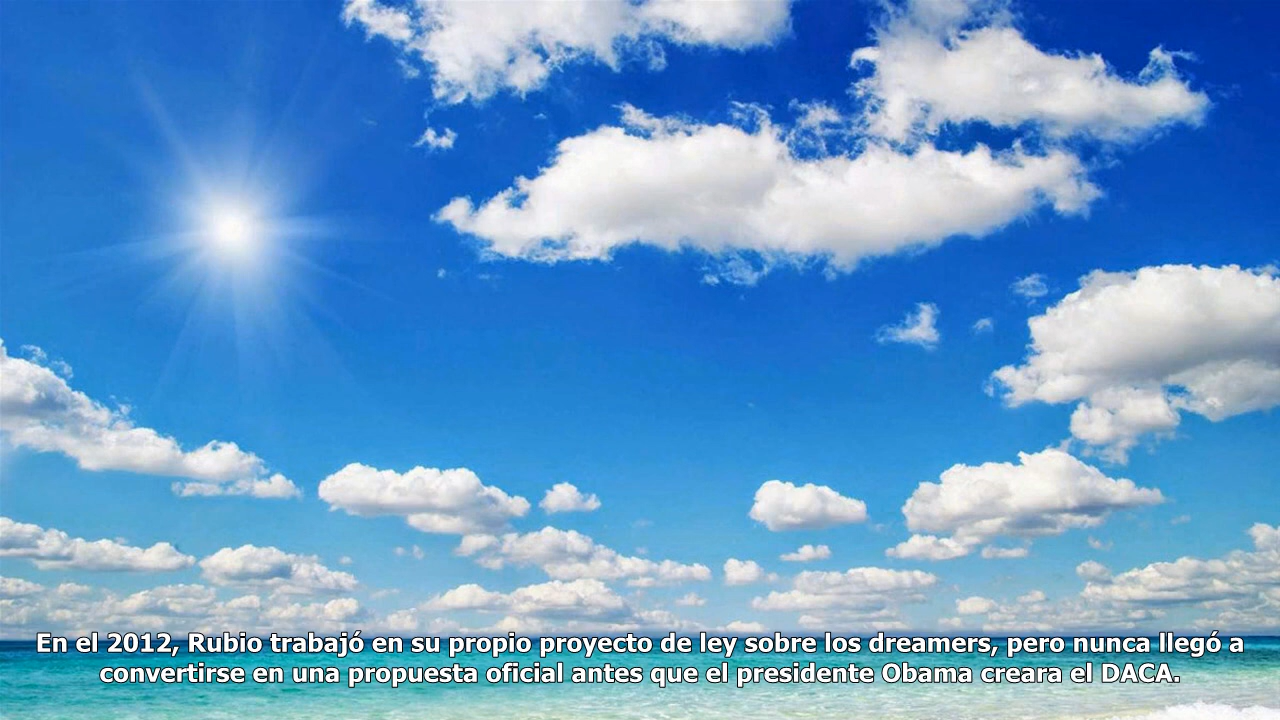 En el 2012, Rubio trabajó en su propio proyecto de ley sobre los dreamers, pero nunca llegó a
convertirse en una propuesta oficial antes que el presidente Obama creara el DACA.